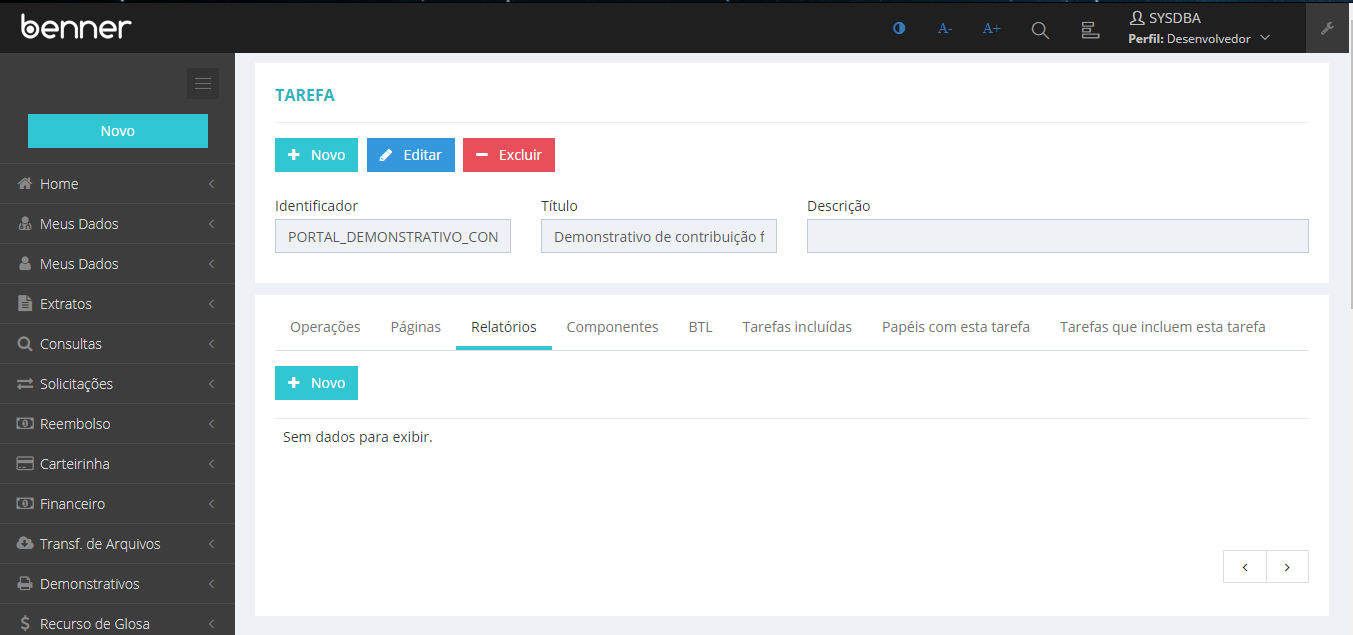 benner
A-
A+
SYSDBA
Perfil: Desenvolvedor
Novo
Home
Meus Dados
Meus Dados
Extratos
Consultas
Solicitações
Reembolso
Carteirinha
Financeiro
Transf. de Arquivos
Demonstrativos
Recurso de Glosa
TAREFA
Novo
Editar
Excluir
Identificador
Título
Descrição
PORTAL_DEMONSTRATIVO_CON
Demonstrativo de contribuição f
Operações
Páginas
Relatórios
Componentes
BTL
Tarefas incluídas
Papéis com esta tarefa
Tarefas que incluem esta tarefa
Novo
Sem dados para exibir.